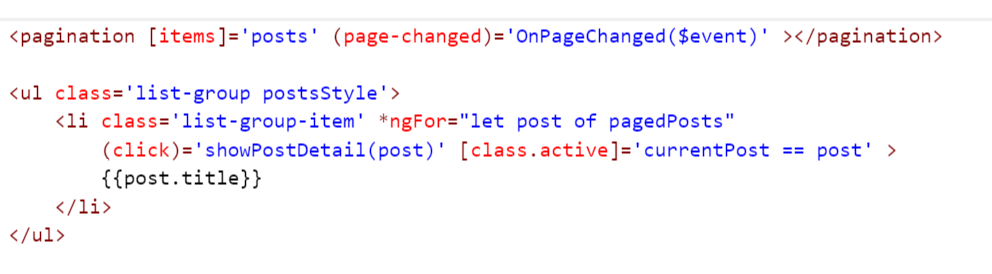 <pagination [items]='posts' (page-changed)='OnPageChanged($event)' ></pagination>
<ul class='list-group postsStyle'>
<li class='list-group-item' *ngFor="let post of pagedPosts"
(click)='showPostDetail(post)' [class.active]='currentPost == post' >
{{post.title}}
</li>
</ul>